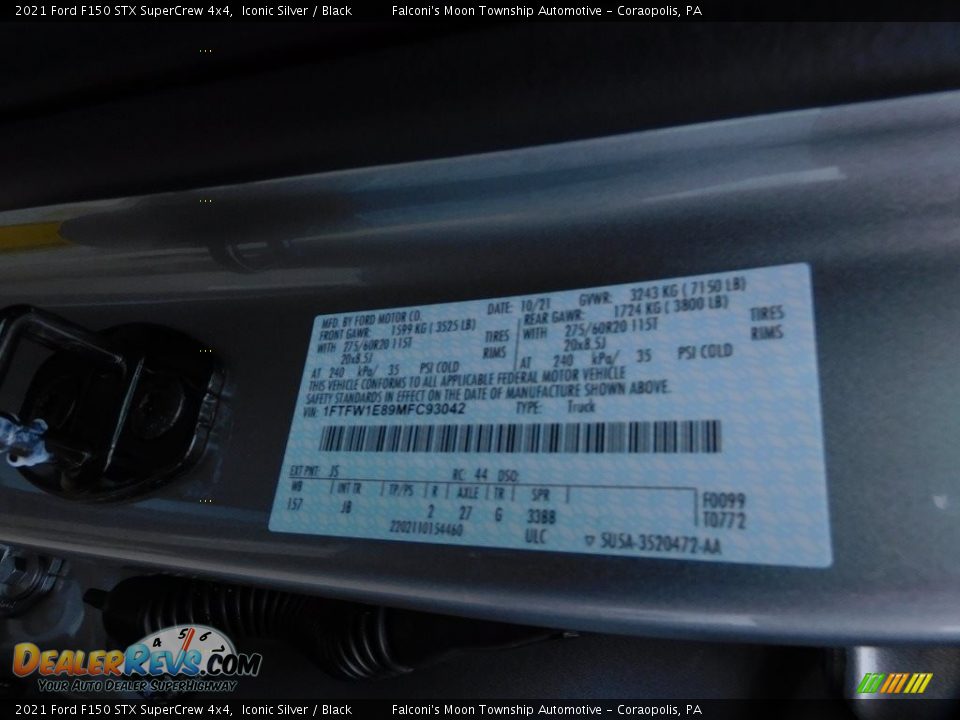 2021 Ford F150 STX SuperCrew 4x4, Iconic Silver / Black Falconi's Moon Township Automotive - Coraopolis, PA
MFD. BY FORD MOTOR CO. DATE: 10/21 GVWR: 3243 KG ( 7150 LB)
FRONT GAWR: 1599 KG ( 3525 LB) REAR GAWR: 1724 KG ( 3800 LB)
WITH 275/60R20 115T TIRES WITH 275/60R20 115T TIRES
20x8.5J RIMS 20x8.5J RIMS
AT 240 kPa/ 35 PSI COLD AT 240 kPa/ 35 PSI COLD
THIS VEHICLE CONFORMS TO ALL APPLICABLE FEDERAL MOTOR VEHICLE
SAFETY STANDARDS IN EFFECT ON THE DATE OF MANUFACTURE SHOWN ABOVE.
VIN: 1FTFW1E89MFC93042 TYPE: Truck
EXT PNT: JS RC: 44 DSO:
WB INT TR TP/PS R AXLE TR SPR F0099
157 JB 2 27 G 3388 T0772
2202110154460 ULC ▽ SU5A-3520472-AA
4 5 6
DealerRevs.com
Your Auto Dealer SuperHighway
2021 Ford F150 STX SuperCrew 4x4, Iconic Silver / Black Falconi's Moon Township Automotive - Coraopolis, PA